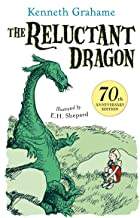 Kenneth Grahame
THE RELUCTANT
DRAGON
Illustrated by
E.H. Shepard
70th
ANNIVERSARY
EDITION